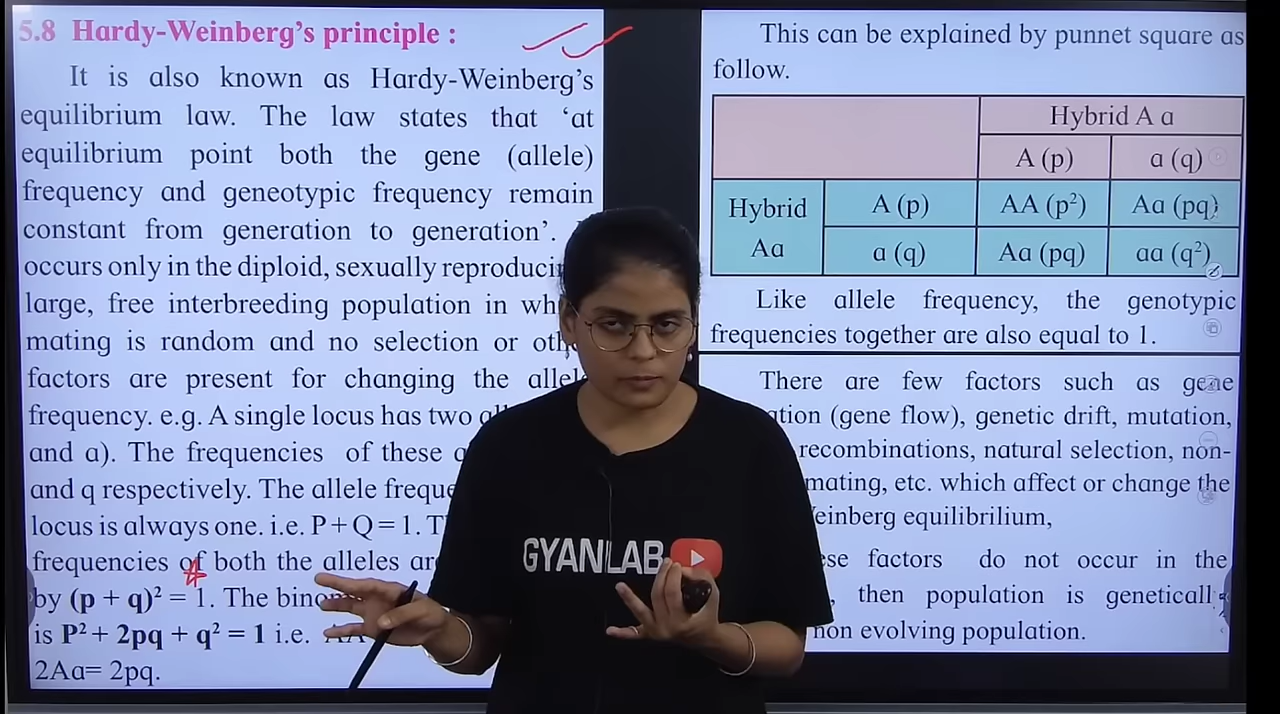 5.8 Hardy-Weinberg's principle :
It is also known as Hardy-Weinberg's
equilibrium law. The law states that 'at
equilibrium point both the gene (allele)
frequency and geneotypic frequency remain
constant from generation to generation'.
occurs only in the diploid, sexually
large, free interbreeding population in
mating is random and no selection or
factors are present for changing the
frequency. e.g. A single locus has two
and a). The frequencies of these
and q respectively. The allele
locus is always one. i.e. P+Q=1.
frequencies of both the alleles
by (p + q)² = 1. The
is P² + 2pq + q² = 1 i.e.
2Aa= 2pq.
This can be explained by punnet square as
follow.
Hybrid A a
A (p) a (q)
Hybrid Aa A (p) AA (p²) Aa (pq)
a (q) Aa (pq) aa (q²)
Like allele frequency, the genotypic
frequencies together are also equal to 1.
There are few factors such as gene
(gene flow), genetic drift, mutation,
recombinations, natural selection, non-
mating, etc. which affect or change the
equilibrilium,
factors do not occur in the
then population is
non evolving population.
GYANLAB